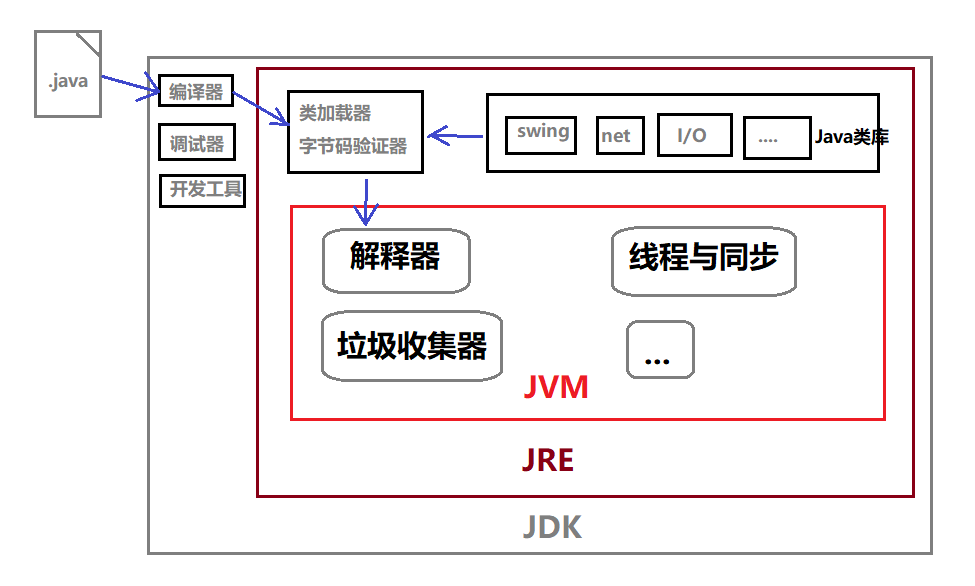 .java
编译器
调试器
开发工具
类加载器
字节码验证器
swing
net
I/O
....
Java类库
解释器
线程与同步
垃圾收集器
...
JVM
JRE
JDK